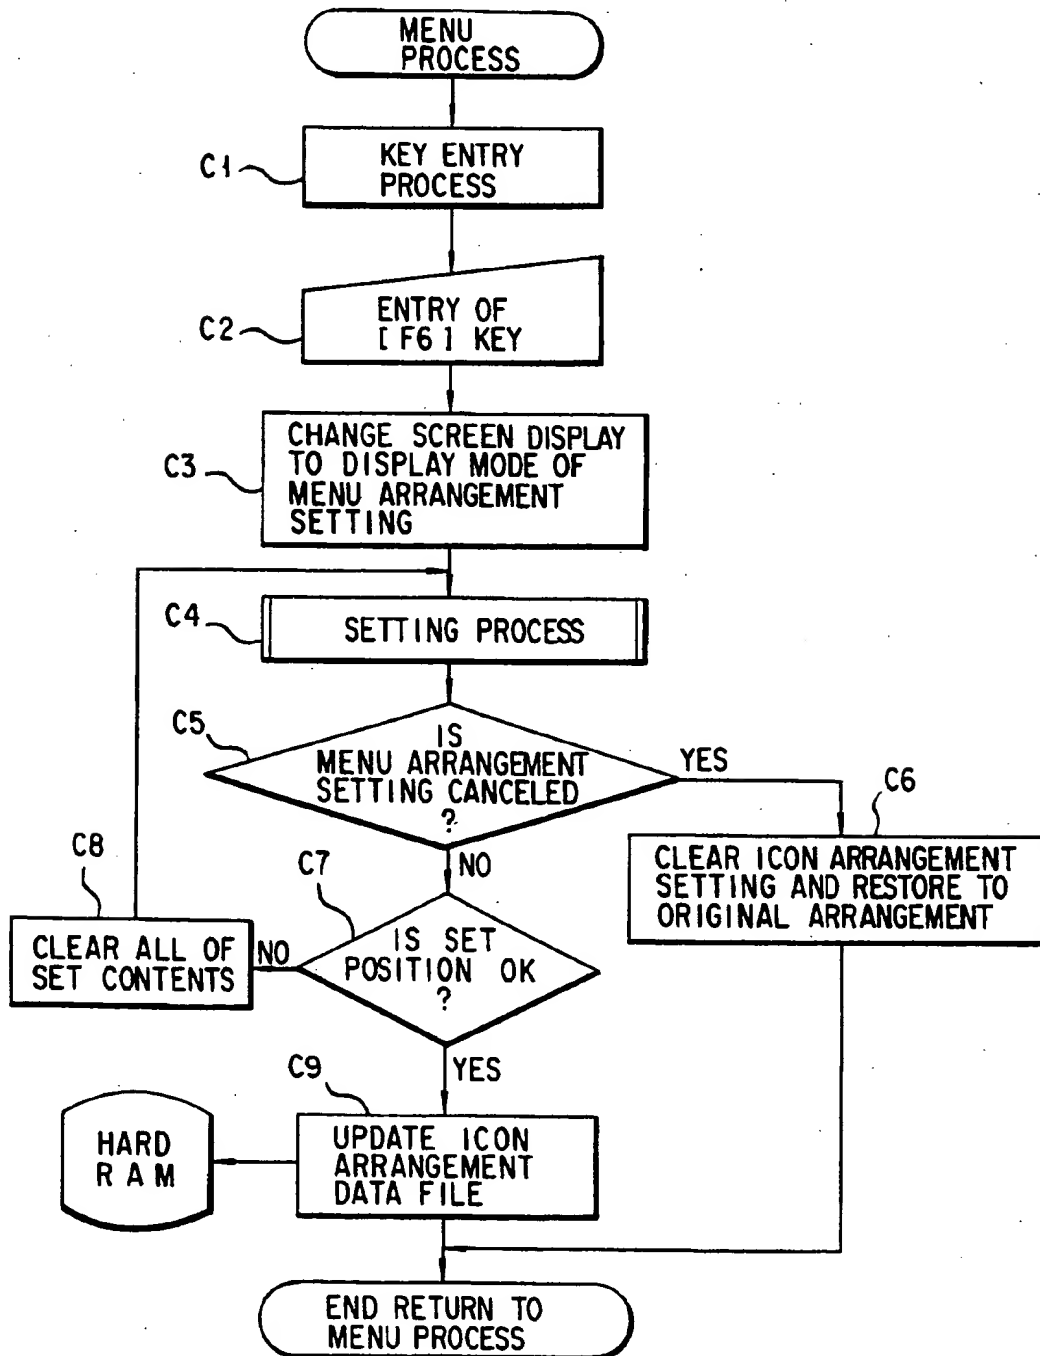 MENU
PROCESS
C1
KEY ENTRY
PROCESS
C2
ENTRY OF
[ F6 ] KEY
C3
CHANGE SCREEN DISPLAY
TO DISPLAY MODE OF
MENU ARRANGEMENT
SETTING
C4
SETTING PROCESS
C5
IS
MENU ARRANGEMENT
SETTING CANCELED
?
YES
C6
CLEAR ICON ARRANGEMENT
SETTING AND RESTORE TO
ORIGINAL ARRANGEMENT
NO
C7
IS SET
POSITION OK
?
NO
C8
CLEAR ALL OF
SET CONTENTS
YES
C9
UPDATE ICON
ARRANGEMENT
DATA FILE
HARD
RAM
END RETURN TO
MENU PROCESS